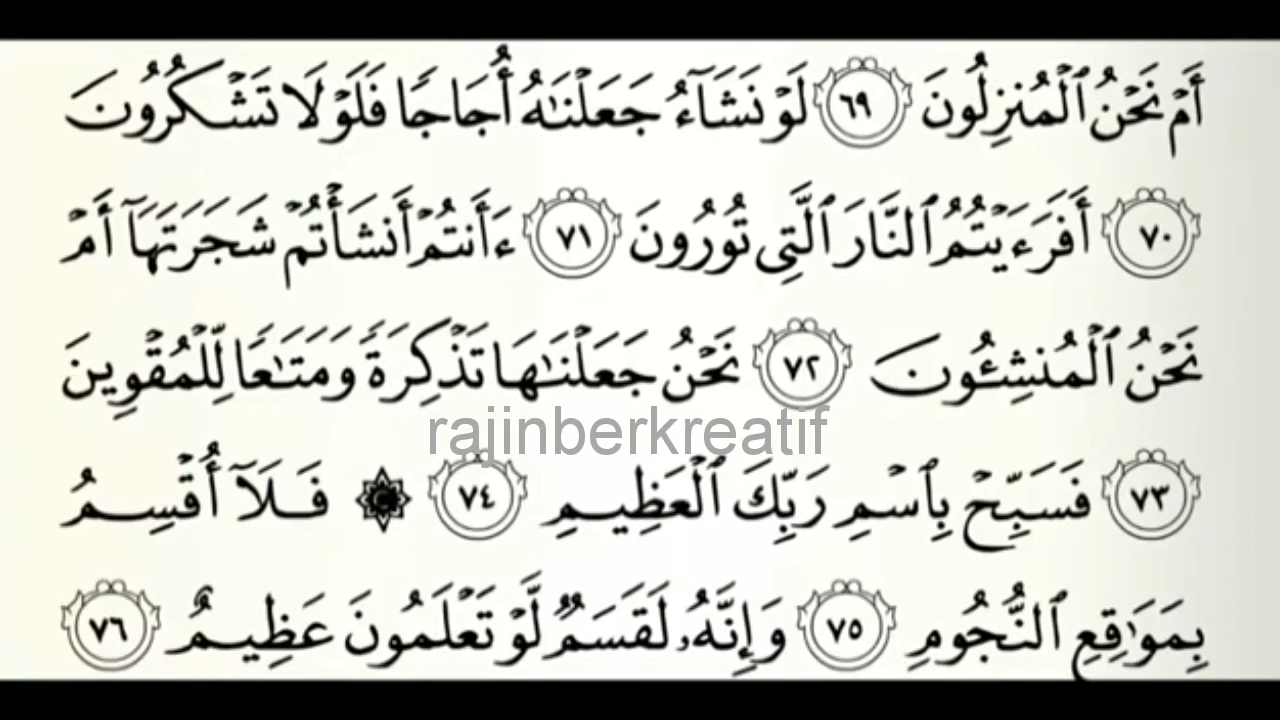 أَمْ نَحْنُ ٱلْمُنزِلُونَ ٦٩ لَوْ نَشَآءُ جَعَلْنَٰهُ أُجَاجًا فَلَوْلَا تَشْكُرُونَ
٧٠ أَفَرَءَيْتُمُ ٱلنَّارَ ٱلَّتِى تُورُونَ ٧١ ءَأَنتُمْ أَنشَأْتُمْ شَجَرَتَهَآ أَمْ
نَحْنُ ٱلْمُنشِـُٔونَ ٧٢ نَحْنُ جَعَلْنَٰهَا تَذْكِرَةً وَمَتَٰعًا لِّلْمُقْوِينَ
rajinberkreatif
٧٣ فَسَبِّحْ بِٱسْمِ رَبِّكَ ٱلْعَظِيمِ ٧٤ ۞ فَلَآ أُقْسِمُ
بِمَوَٰقِعِ ٱلنُّجُومِ ٧٥ وَإِنَّهُۥ لَقَسَمٌ لَّوْ تَعْلَمُونَ عَظِيمٌ ٧٦